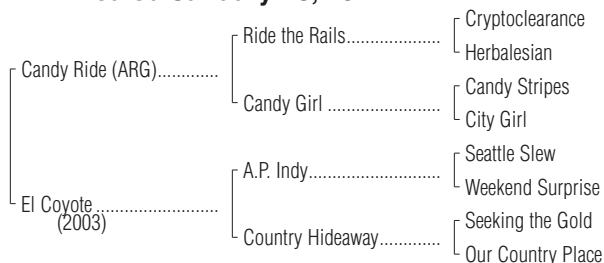 Cryptoclearance
Ride the Rails....................
Herbalesian
Candy Ride (ARG).............
Candy Stripes
Candy Girl ........................
City Girl
Seattle Slew
A.P. Indy............................
Weekend Surprise
El Coyote ..........................
(2003)
Seeking the Gold
Country Hideaway.............
Our Country Place